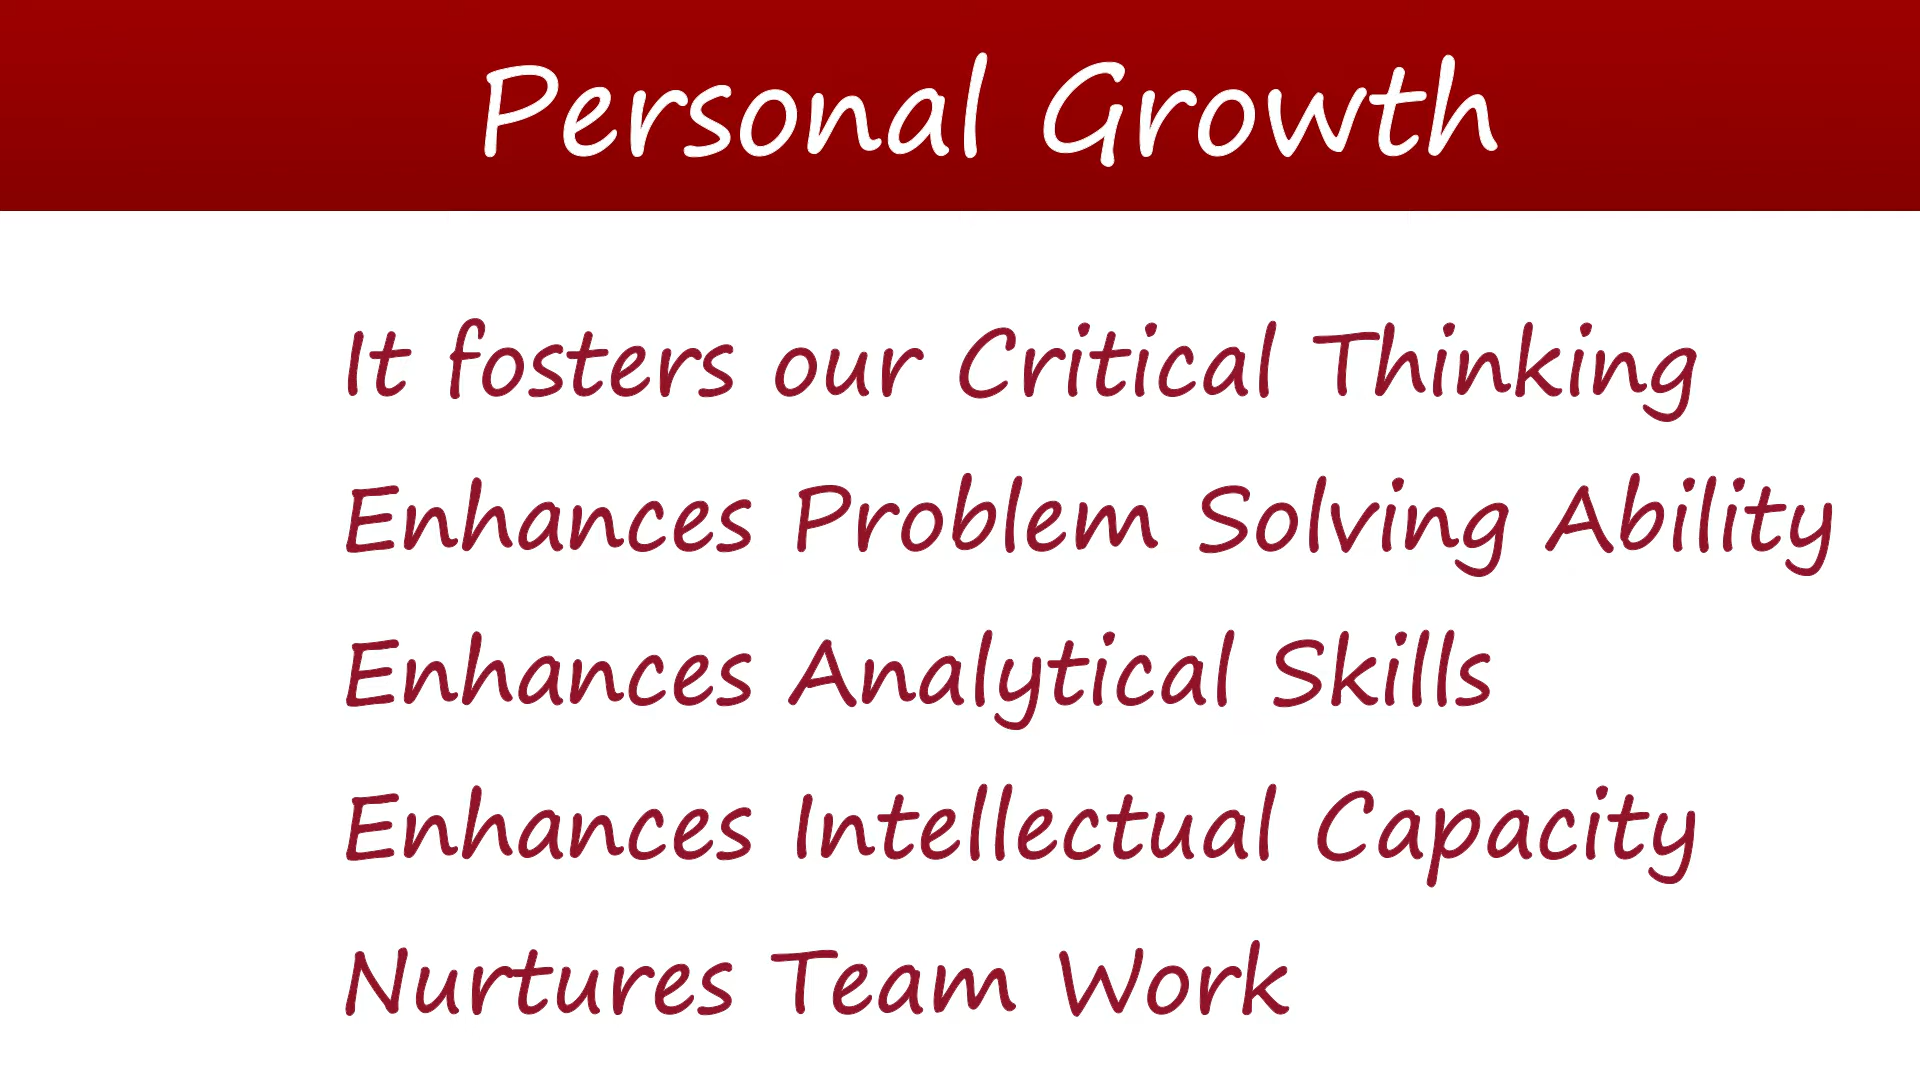 Personal Growth
It fosters our Critical Thinking
Enhances Problem Solving Ability
Enhances Analytical Skills
Enhances Intellectual Capacity
Nurtures Team Work